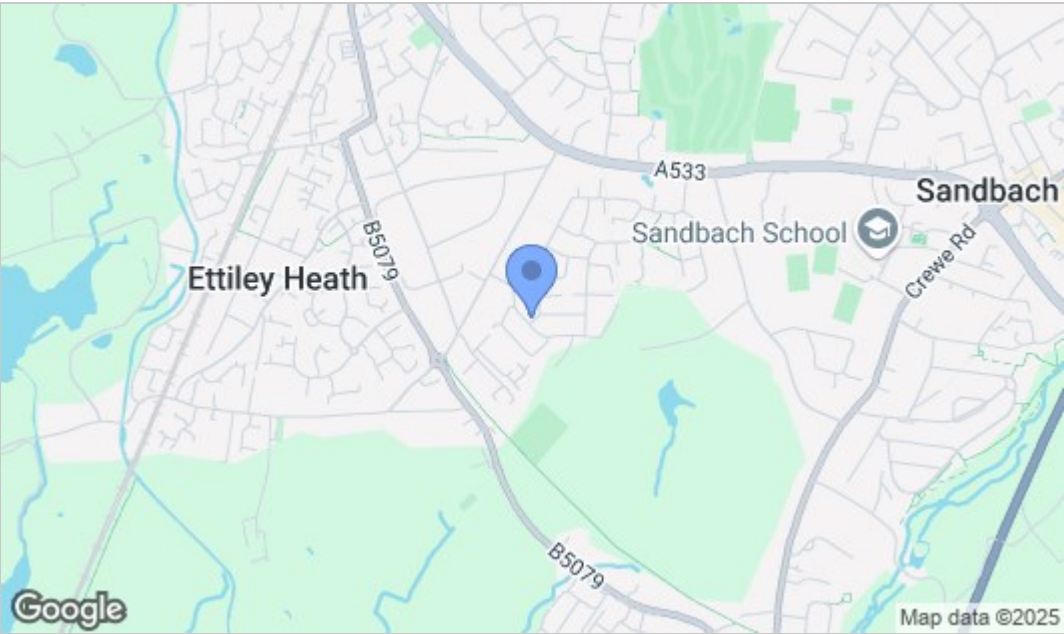 A533
Sandbach
Sandbach School
B5079
Crewe Rd
Ettiley Heath
B5079
Google
Map data ©2025